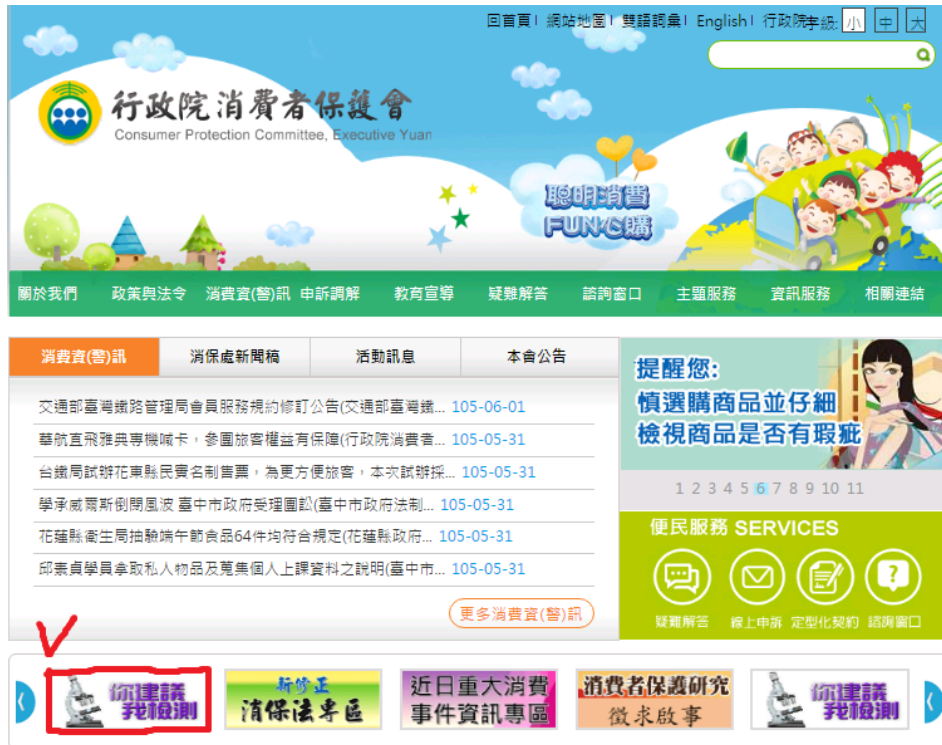 回首頁| 網站地圖| 雙語詞彙| English| 行政院
字級: 小 中 大
行政院消費者保護會
Consumer Protection Committee, Executive Yuan
聰明消費
FUN心購
關於我們 政策與法令 消費資(警)訊 申訴調解 教育宣導 疑難解答 諮詢窗口 主題服務 資訊服務 相關連結
消費資(警)訊 消保處新聞稿 活動訊息 本會公告
交通部臺灣鐵路管理局會員服務規約修訂公告(交通部臺灣鐵... 105-06-01
華航直飛雅典專機喊卡，參團旅客權益有保障(行政院消費者... 105-05-31
台鐵局試辦花東縣民實名制售票，為更方便旅客，本次試辦採... 105-05-31
學承威爾斯倒閉風波 臺中市政府受理團訟(臺中市政府法制... 105-05-31
花蓮縣衛生局抽驗端午節食品64件均符合規定(花蓮縣政府... 105-05-31
邱素貞學員拿取私人物品及蒐集個人上課資料之說明(臺中市... 105-05-31
更多消費資(警)訊
提醒您:
慎選購商品並仔細
檢視商品是否有瑕疵
1 2 3 4 5 6 7 8 9 10 11
便民服務 SERVICES
疑難解答 線上申訴 定型化契約 諮詢窗口
你建議
我檢測
新修正
消保法專區
近日重大消費
事件資訊專區
消費者保護研究
徵求啟事
你建議
我檢測